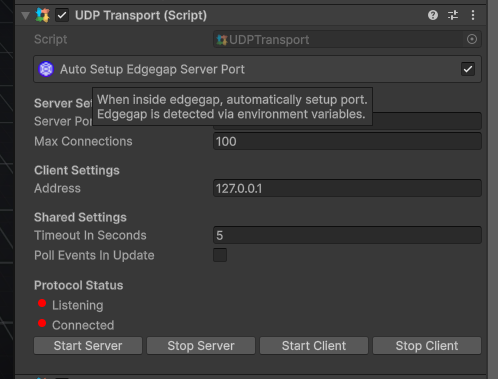 UDP Transport (Script)
Script UDPTransport
Auto Setup Edgegap Server Port
When inside edgegap, automatically setup port.
Edgegap is detected via environment variables.
Server Set
Server Por
Max Connections 100
Client Settings
Address 127.0.0.1
Shared Settings
Timeout In Seconds 5
Poll Events In Update
Protocol Status
Listening
Connected
Start Server Stop Server Start Client Stop Client